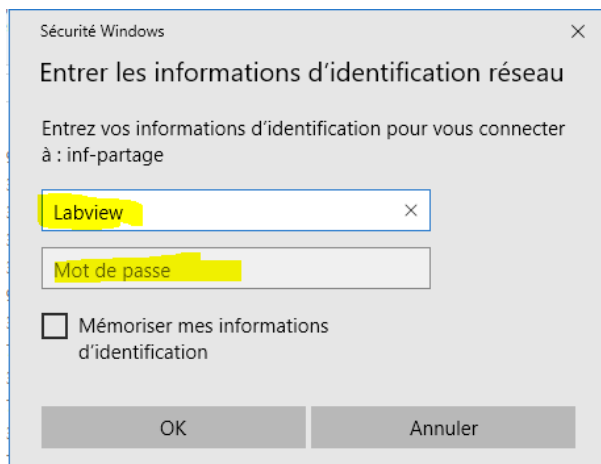 Sécurité Windows
Entrer les informations d'identification réseau
Entrez vos informations d'identification pour vous connecter
à : inf-partage
Labview
Mot de passe
Mémoriser mes informations
d'identification
OK
Annuler